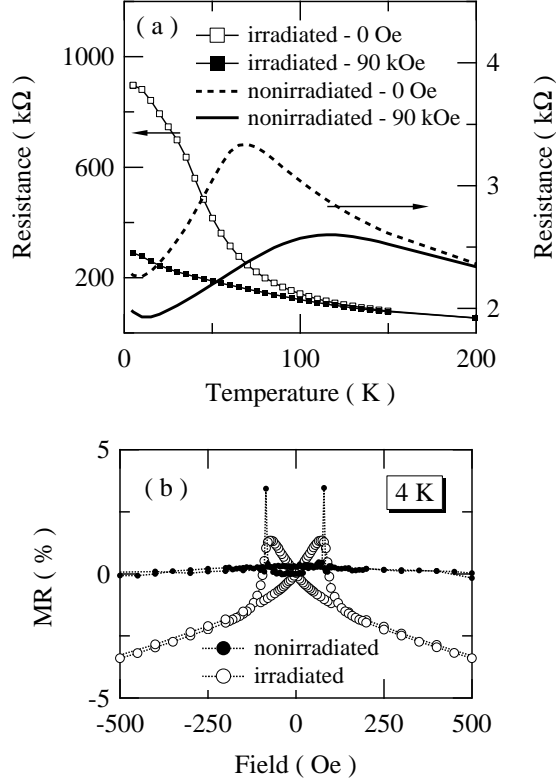 ( a )
irradiated - 0 Oe
irradiated - 90 kOe
nonirradiated - 0 Oe
nonirradiated - 90 kOe
1000
600
200
Resistance ( kΩ )
4
3
2
Resistance ( kΩ )
0
100
200
Temperature ( K )
( b )
4 K
5
0
-5
MR ( % )
nonirradiated
irradiated
-500
-250
0
250
500
Field ( Oe )